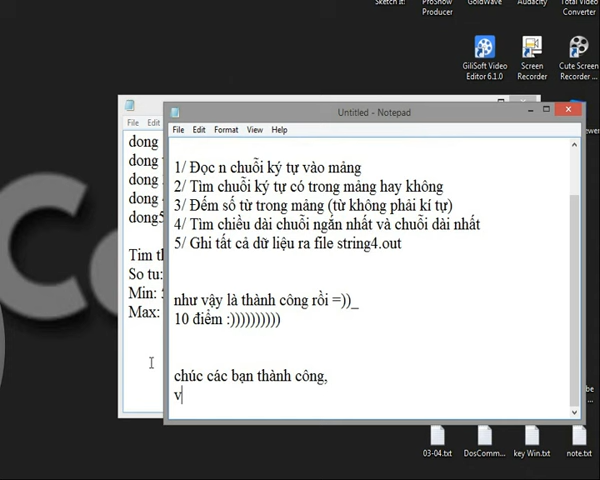 Sketch It!
ProShow
Producer
GoldWave
Audacity
Total Video
Converter
GiliSoft Video
Editor 6.1.0
Screen
Recorder
Cute Screen
Recorder ...
File Edit
dong
dong
dong
dong
dong5
Tim th
So tu:
Min:
Max:
Untitled - Notepad
File Edit Format View Help
1/ Đọc n chuỗi ký tự vào mảng
2/ Tìm chuỗi ký tự có trong mảng hay không
3/ Đếm số từ trong mảng (từ không phải kí tự)
4/ Tìm chiều dài chuỗi ngắn nhất và chuỗi dài nhất
5/ Ghi tất cả dữ liệu ra file string4.out
như vậy là thành công rồi =))_
10 điểm :))))))))))
chúc các bạn thành công,
v
03-04.txt
DosComm...
key Win.txt
note.txt